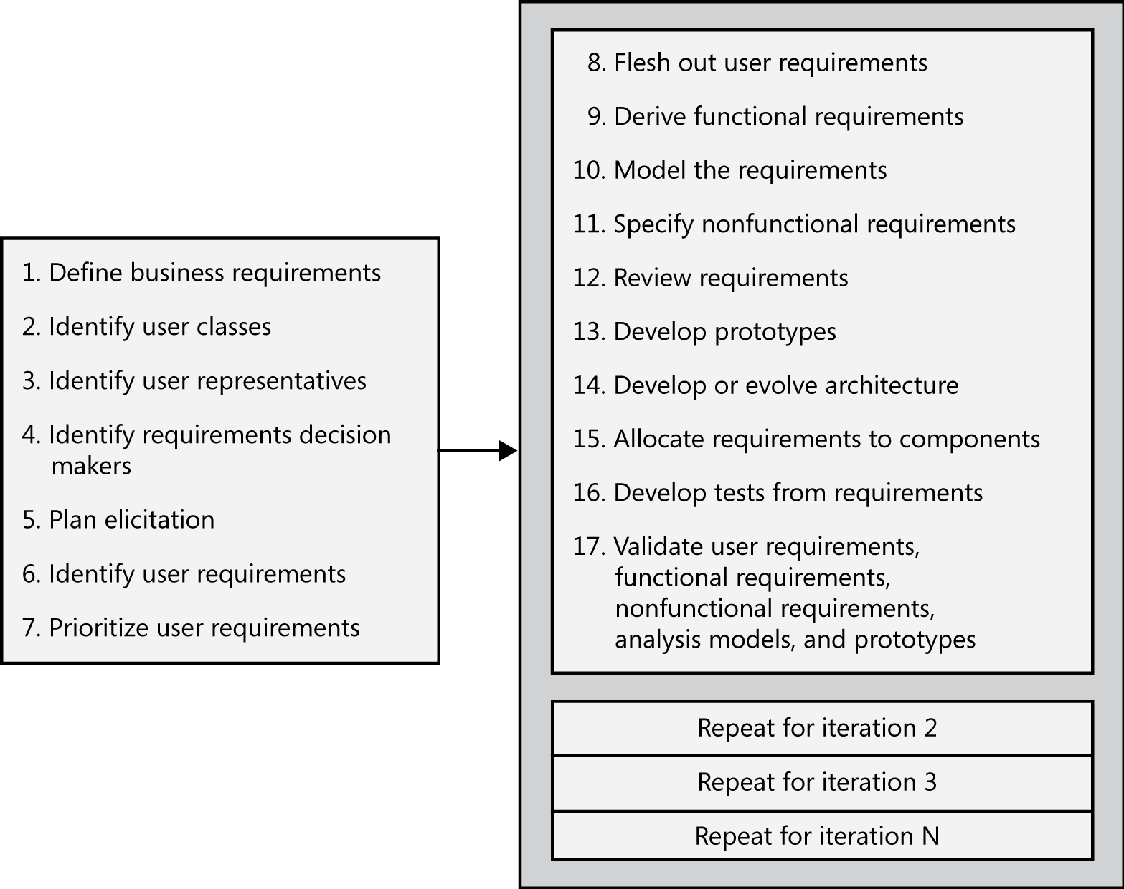 1. Define business requirements
2. Identify user classes
3. Identify user representatives
4. Identify requirements decision
makers
5. Plan elicitation
6. Identify user requirements
7. Prioritize user requirements
8. Flesh out user requirements
9. Derive functional requirements
10. Model the requirements
11. Specify nonfunctional requirements
12. Review requirements
13. Develop prototypes
14. Develop or evolve architecture
15. Allocate requirements to components
16. Develop tests from requirements
17. Validate user requirements,
functional requirements,
nonfunctional requirements,
analysis models, and prototypes
Repeat for iteration 2
Repeat for iteration 3
Repeat for iteration N